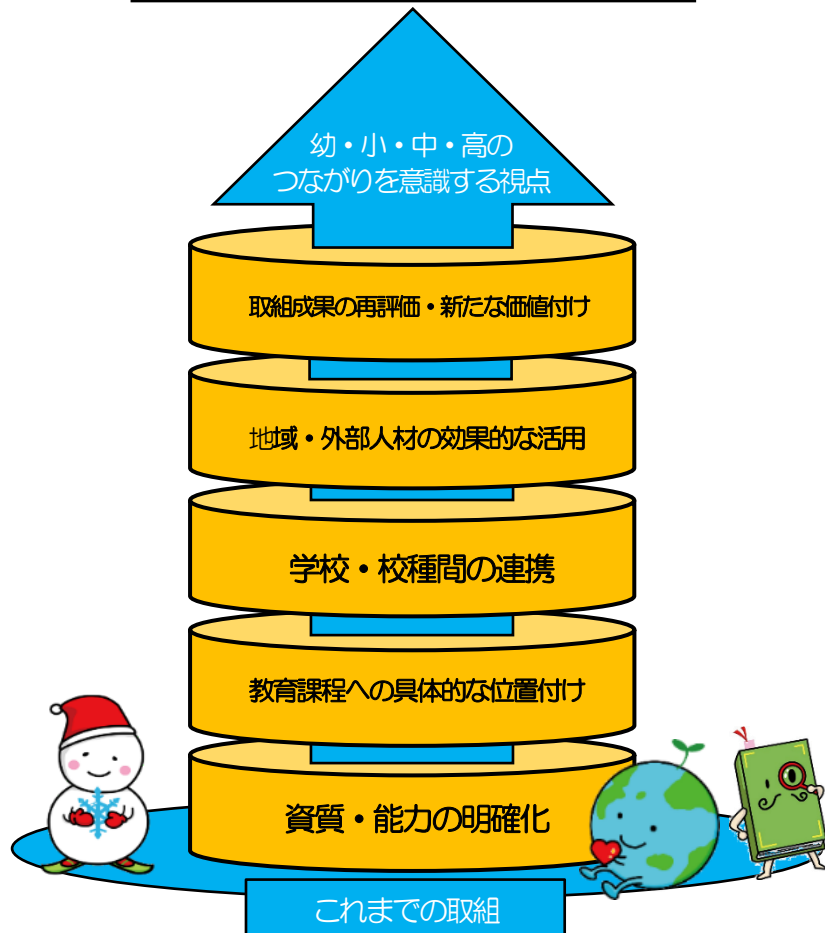 幼・小・中・高の
つながりを意識する視点
取組成果の再評価・新たな価値付け
地域・外部人材の効果的な活用
学校・校種間の連携
教育課程への具体的な位置付け
資質・能力の明確化
これまでの取組